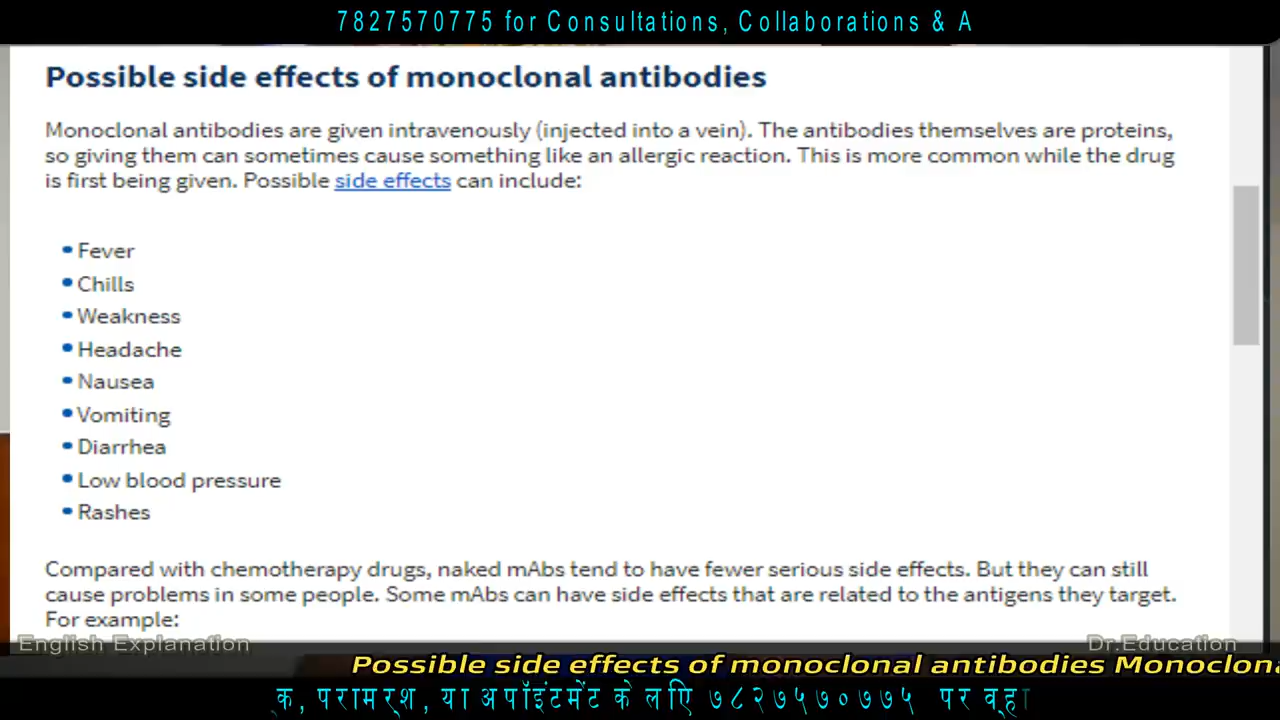 7827570775 for Consultations, Collaborations & A
Possible side effects of monoclonal antibodies
Monoclonal antibodies are given intravenously (injected into a vein). The antibodies themselves are proteins,
so giving them can sometimes cause something like an allergic reaction. This is more common while the drug
is first being given. Possible side effects can include:
• Fever
• Chills
• Weakness
• Headache
• Nausea
• Vomiting
• Diarrhea
• Low blood pressure
• Rashes
Compared with chemotherapy drugs, naked mAbs tend to have fewer serious side effects. But they can still
cause problems in some people. Some mAbs can have side effects that are related to the antigens they target.
For example:
English Explanation
Dr.Education
Possible side effects of monoclonal antibodies Monoclona
क, परामर्श, या अपॉइंटमेंट के लिए ७८२७५७०७७५ पर व्हा